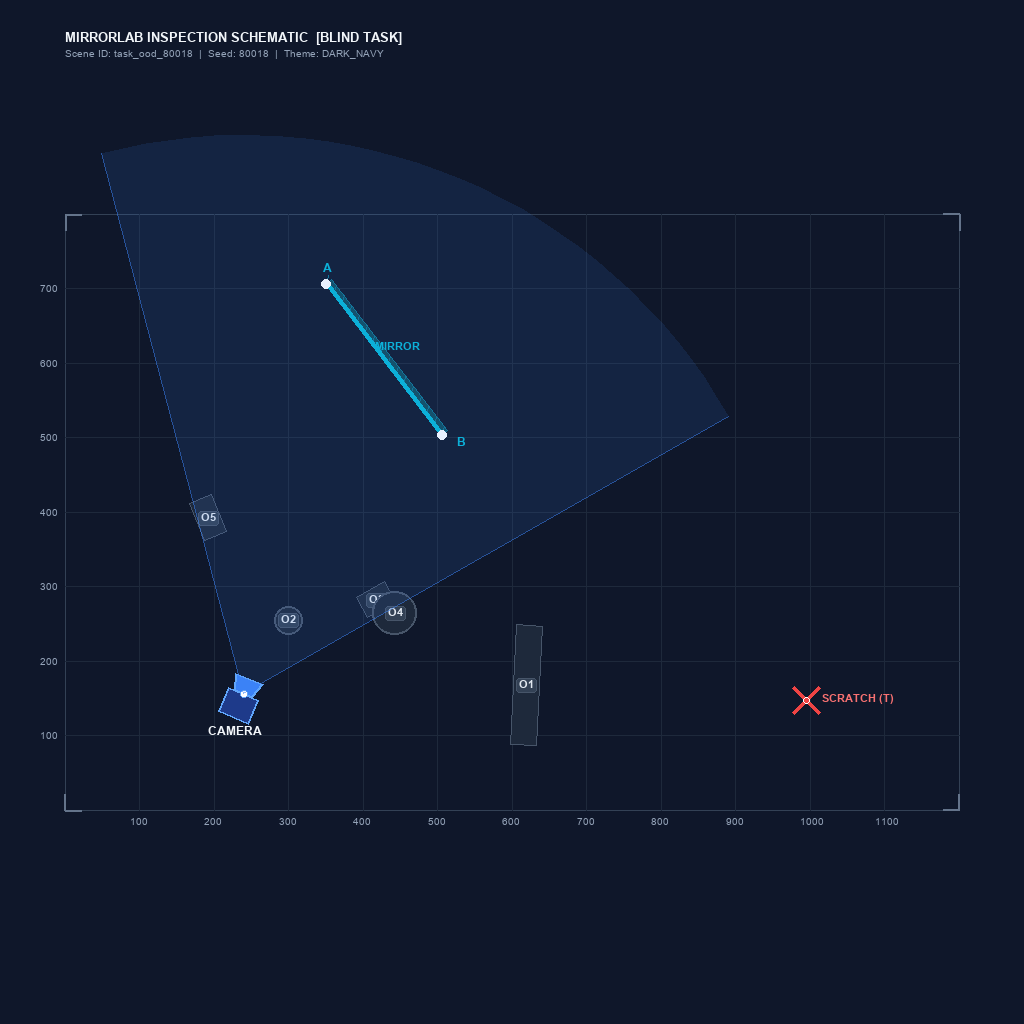 MIRRORLAB INSPECTION SCHEMATIC [BLIND TASK]
Scene ID: task_ood_80018 | Seed: 80018 | Theme: DARK_NAVY
A
MIRROR
B
700
600
500
400
300
200
100
O5
O2
O4
O1
CAMERA
SCRATCH (T)
100 200 300 400 500 600 700 800 900 1000 1100